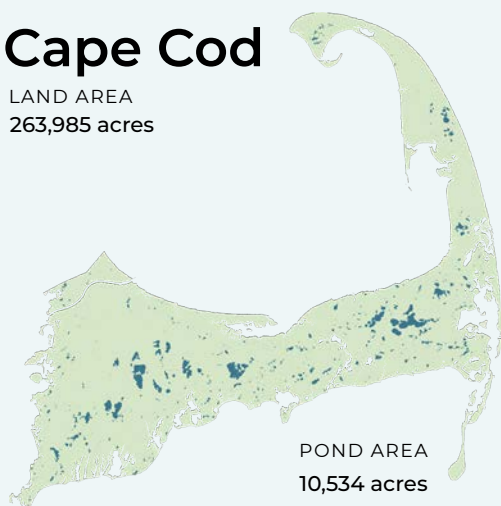 Cape Cod
LAND AREA
263,985 acres
POND AREA
10,534 acres